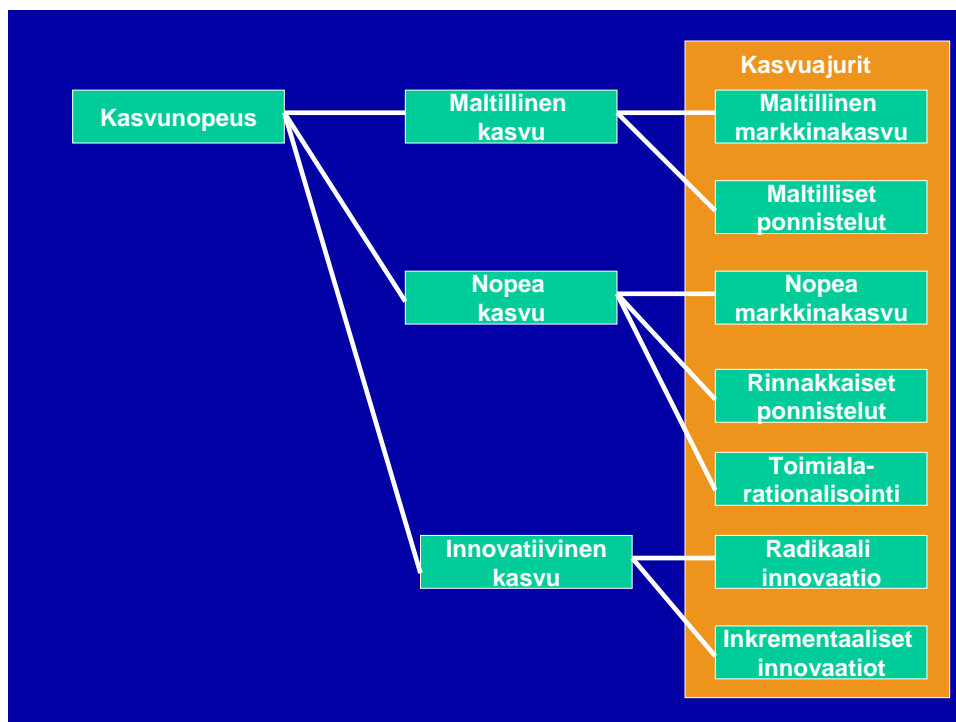 Kasvuajurit
Kasvunopeus
Maltillinen
kasvu
Maltillinen
markkinakasvu
Maltilliset
ponnistelut
Nopea
kasvu
Nopea
markkinakasvu
Rinnakkaiset
ponnistelut
Toimiala-
rationalisointi
Innovatiivinen
kasvu
Radikaali
innovaatio
Inkrementaaliset
innovaatiot